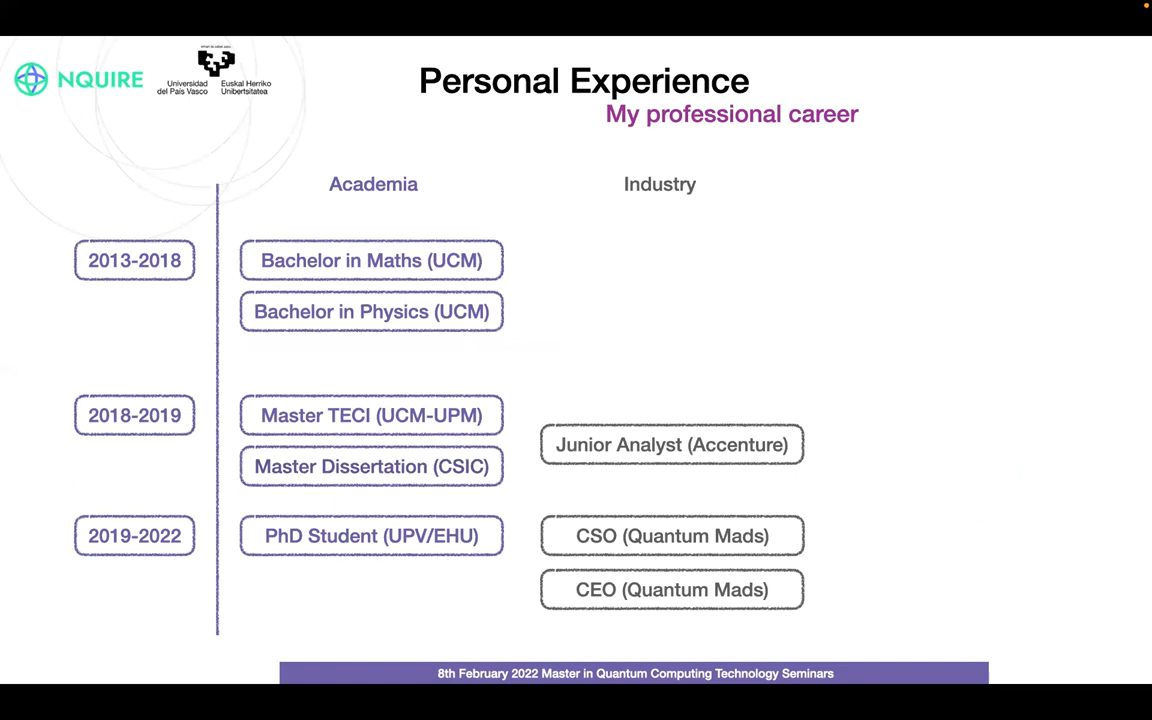 NQUIRE
Universidad del País Vasco
Euskal Herriko Unibertsitatea
Personal Experience
My professional career
Academia
Industry
2013-2018
Bachelor in Maths (UCM)
Bachelor in Physics (UCM)
2018-2019
Master TECI (UCM-UPM)
Junior Analyst (Accenture)
Master Dissertation (CSIC)
2019-2022
PhD Student (UPV/EHU)
CSO (Quantum Mads)
CEO (Quantum Mads)
8th February 2022 Master in Quantum Computing Technology Seminars